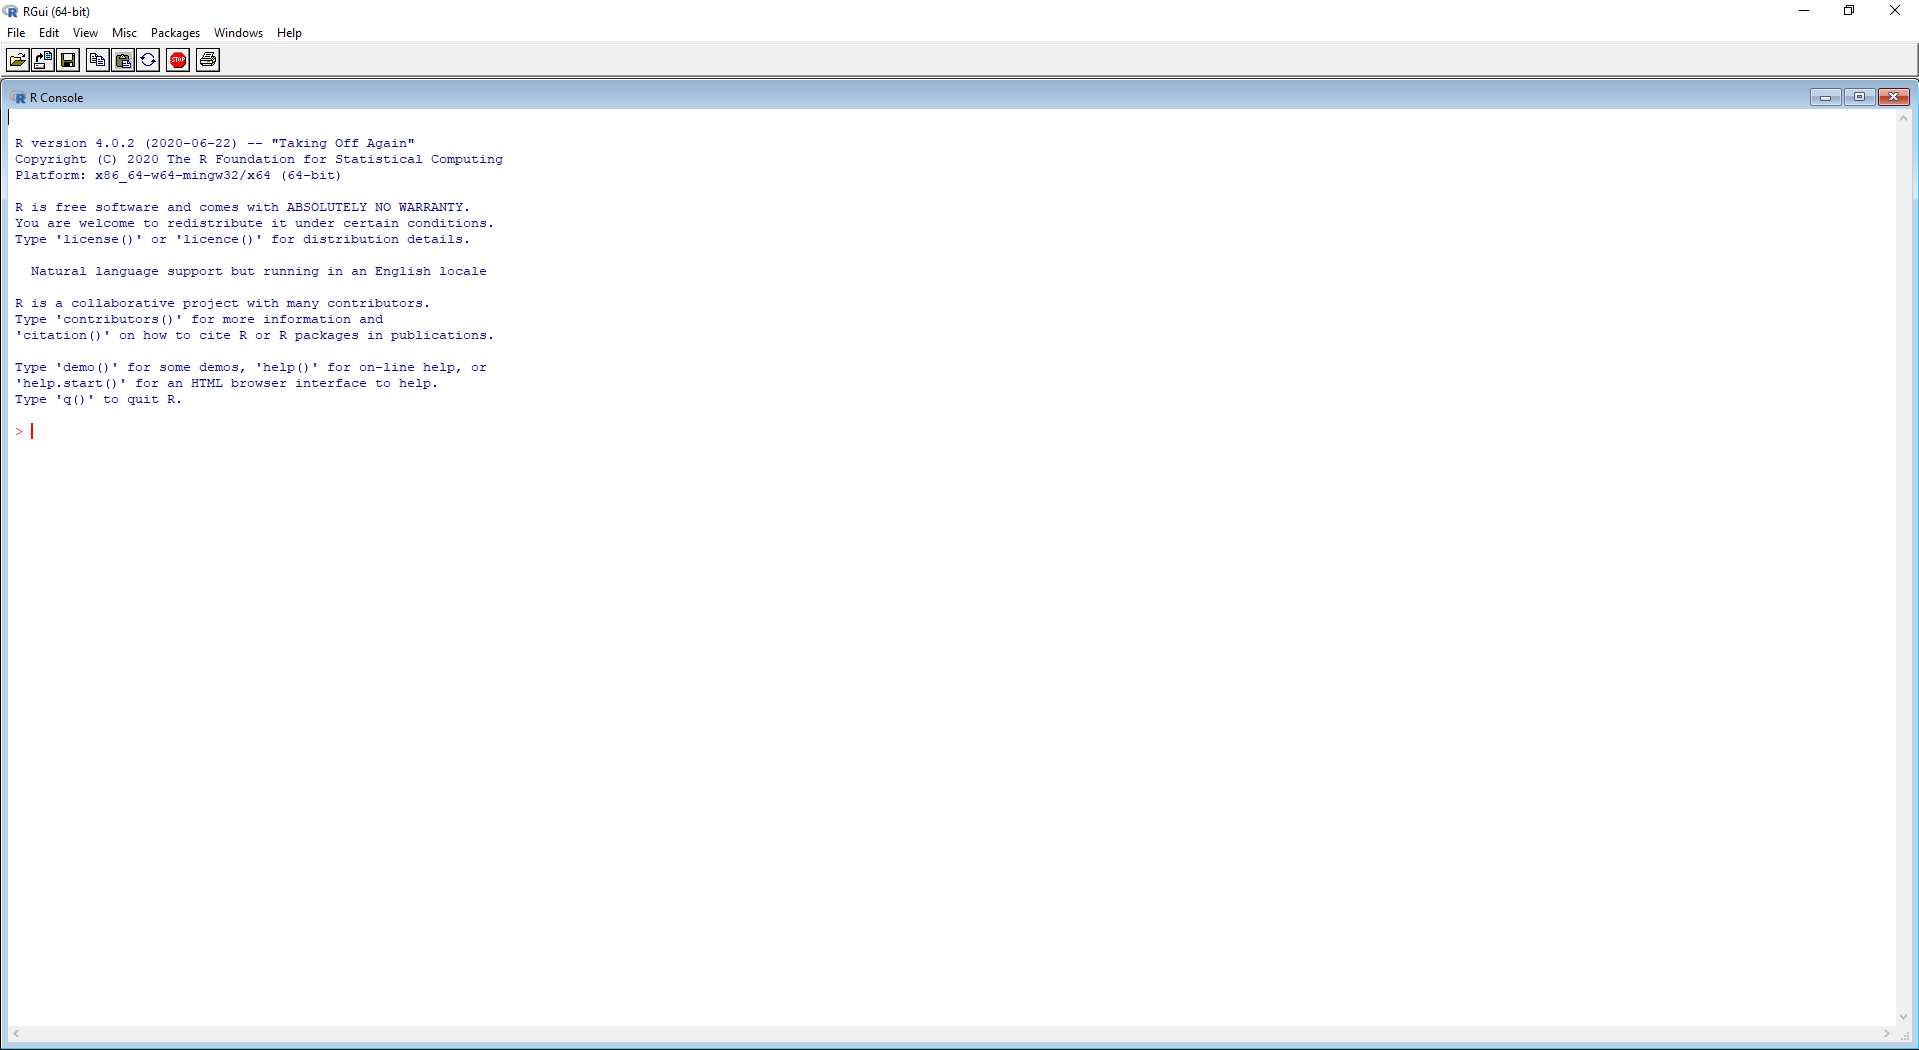 RGui (64-bit)
File Edit View Misc Packages Windows Help
STOP
R Console
R version 4.0.2 (2020-06-22) -- "Taking Off Again"
Copyright (C) 2020 The R Foundation for Statistical Computing
Platform: x86_64-w64-mingw32/x64 (64-bit)
R is free software and comes with ABSOLUTELY NO WARRANTY.
You are welcome to redistribute it under certain conditions.
Type 'license()' or 'licence()' for distribution details.
Natural language support but running in an English locale
R is a collaborative project with many contributors.
Type 'contributors()' for more information and
'citation()' on how to cite R or R packages in publications.
Type 'demo()' for some demos, 'help()' for on-line help, or
'help.start()' for an HTML browser interface to help.
Type 'q()' to quit R.
>